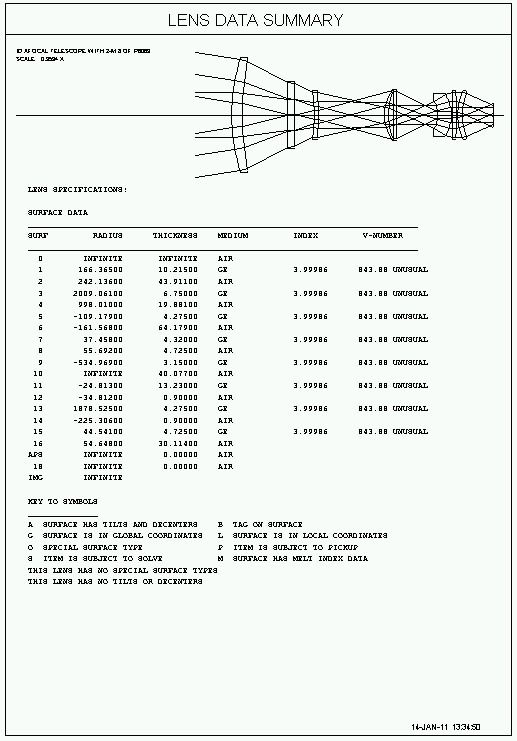 LENS DATA SUMMARY
ID AFOCAL TELESCOPE WITH 2-M B OF
SCALE
LENS SPECIFICATIONS:
SURFACE DATA
SURF RADIUS THICKNESS MEDIUM INDEX V-NUMBER
0 INFINITE INFINITE AIR
1 166.36500 10.21500 GE 3.99986 843.88 UNUSUAL
2 242.13600 43.91100 AIR
3 2009.06100 6.75000 GE 3.99986 843.88 UNUSUAL
4 998.01000 19.88100 AIR
5 -109.17900 4.27500 GE 3.99986 843.88 UNUSUAL
6 -161.56800 64.17900 AIR
7 37.45800 4.32000 GE 3.99986 843.88 UNUSUAL
8 55.69200 4.72500 AIR
9 -534.96900 3.15000 GE 3.99986 843.88 UNUSUAL
10 INFINITE 40.07700 AIR
11 -24.81300 13.23000 GE 3.99986 843.88 UNUSUAL
12 -34.81200 0.90000 AIR
13 1878.52500 4.27500 GE 3.99986 843.88 UNUSUAL
14 -225.30600 0.90000 AIR
15 44.54100 4.72500 GE 3.99986 843.88 UNUSUAL
16 54.64800 30.11400 AIR
APS INFINITE 0.00000 AIR
18 INFINITE 0.00000 AIR
IMG INFINITE
KEY TO SYMBOLS
A SURFACE HAS TILTS AND DECENTERS B TAG ON SURFACE
G SURFACE IS IN GLOBAL COORDINATES L SURFACE IS IN LOCAL COORDINATES
O SPECIAL SURFACE TYPE P ITEM IS SUBJECT TO PICKUP
S ITEM IS SUBJECT TO SOLVE M SURFACE HAS MELT INDEX DATA
THIS LENS HAS NO SPECIAL SURFACE TYPES
THIS LENS HAS NO TILTS OR DECENTERS
14-JAN-11 13:34:50